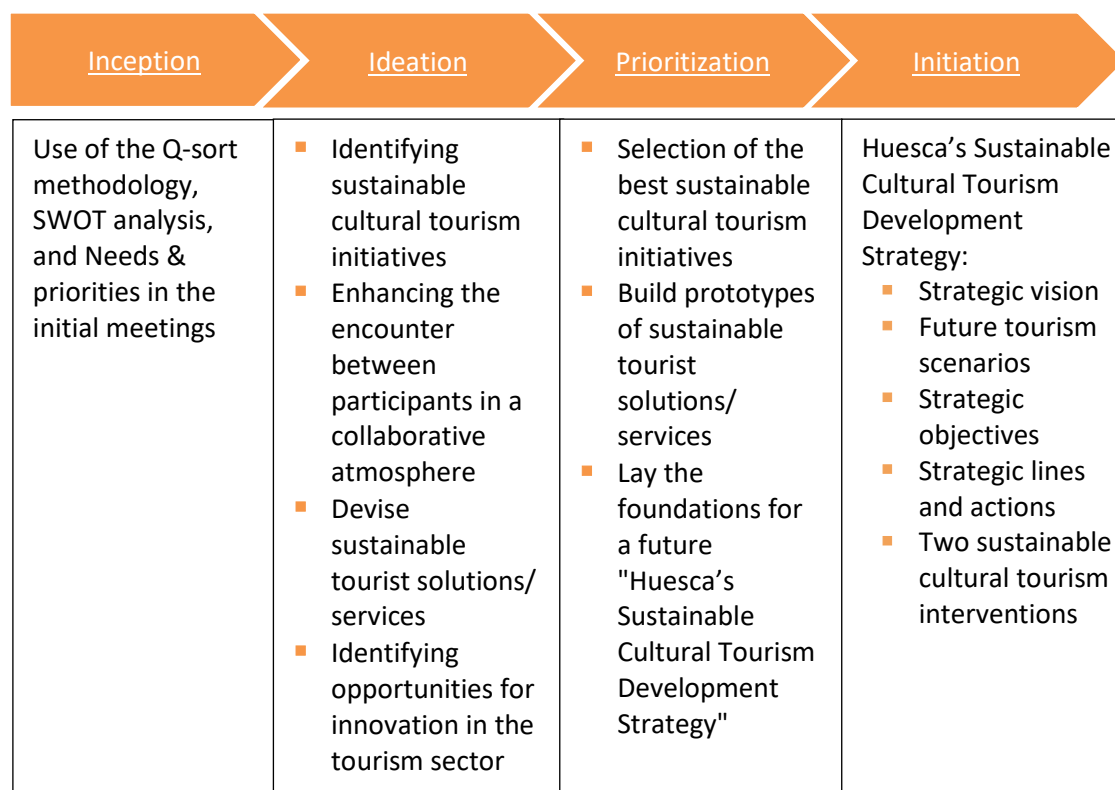 Inception
Ideation
Prioritization
Initiation
Use of the Q-sort
methodology,
SWOT analysis,
and Needs &
priorities in the
initial meetings
▪ Identifying
sustainable
cultural tourism
initiatives
▪ Enhancing the
encounter
between
participants in a
collaborative
atmosphere
▪ Devise
sustainable
tourist solutions/
services
▪ Identifying
opportunities for
innovation in the
tourism sector
▪ Selection of the
best sustainable
cultural tourism
initiatives
▪ Build prototypes
of sustainable
tourist
solutions/
services
▪ Lay the
foundations for
a future
"Huesca’s
Sustainable
Cultural Tourism
Development
Strategy"
Huesca’s Sustainable
Cultural Tourism
Development
Strategy:
▪ Strategic vision
▪ Future tourism
scenarios
▪ Strategic
objectives
▪ Strategic lines
and actions
▪ Two sustainable
cultural tourism
interventions